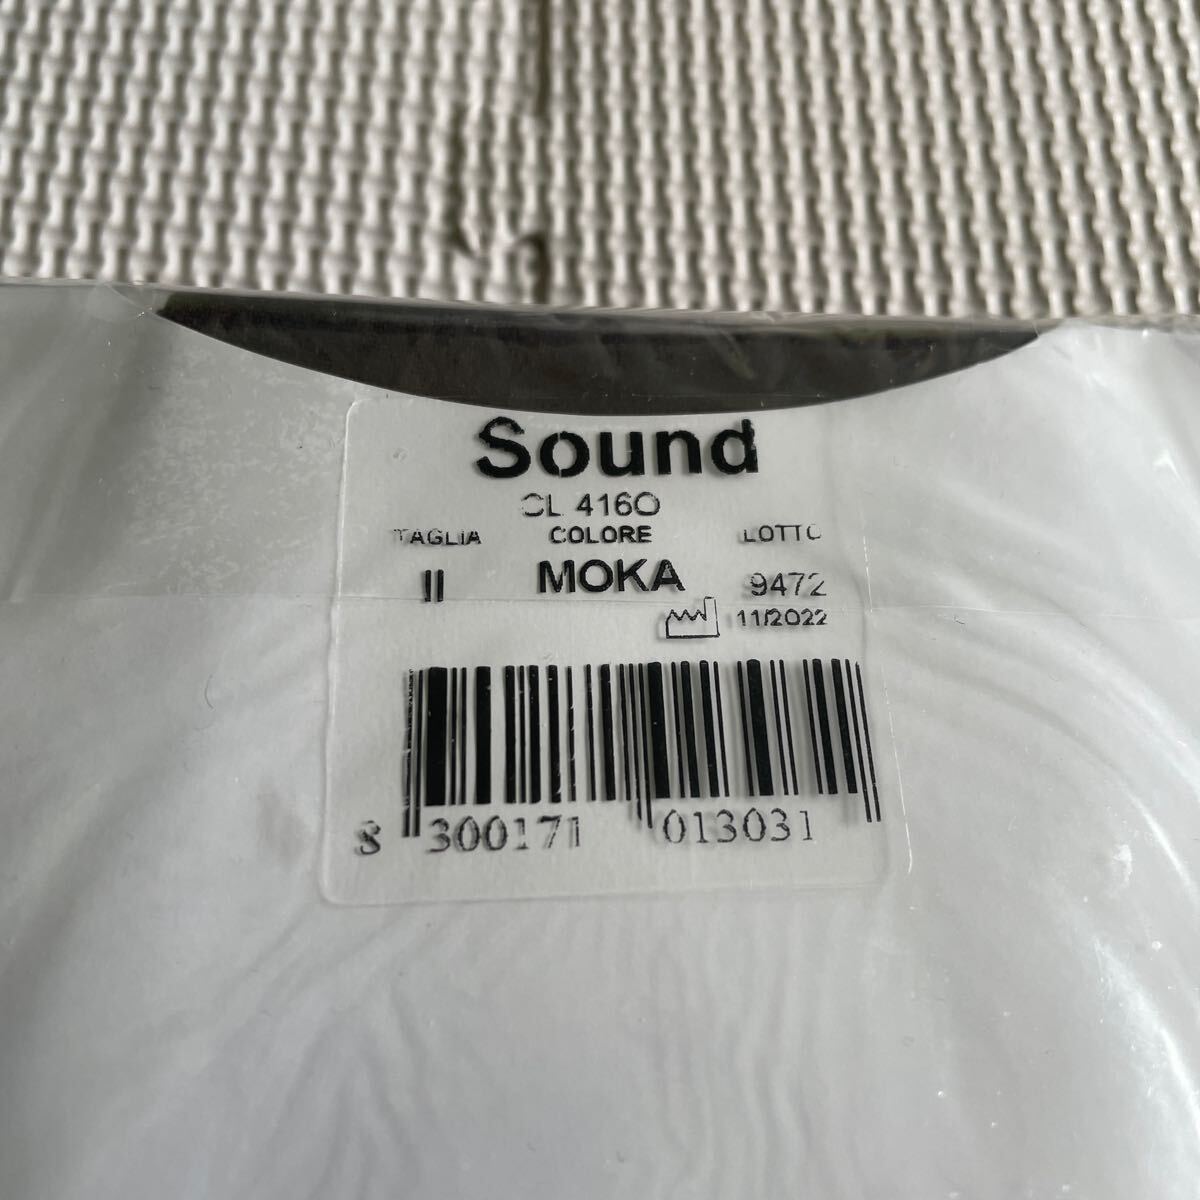 Sound
CL 4160
TAGLIA COLORE LOTTO
II MOKA 9472
11/2022
8 300171 013031